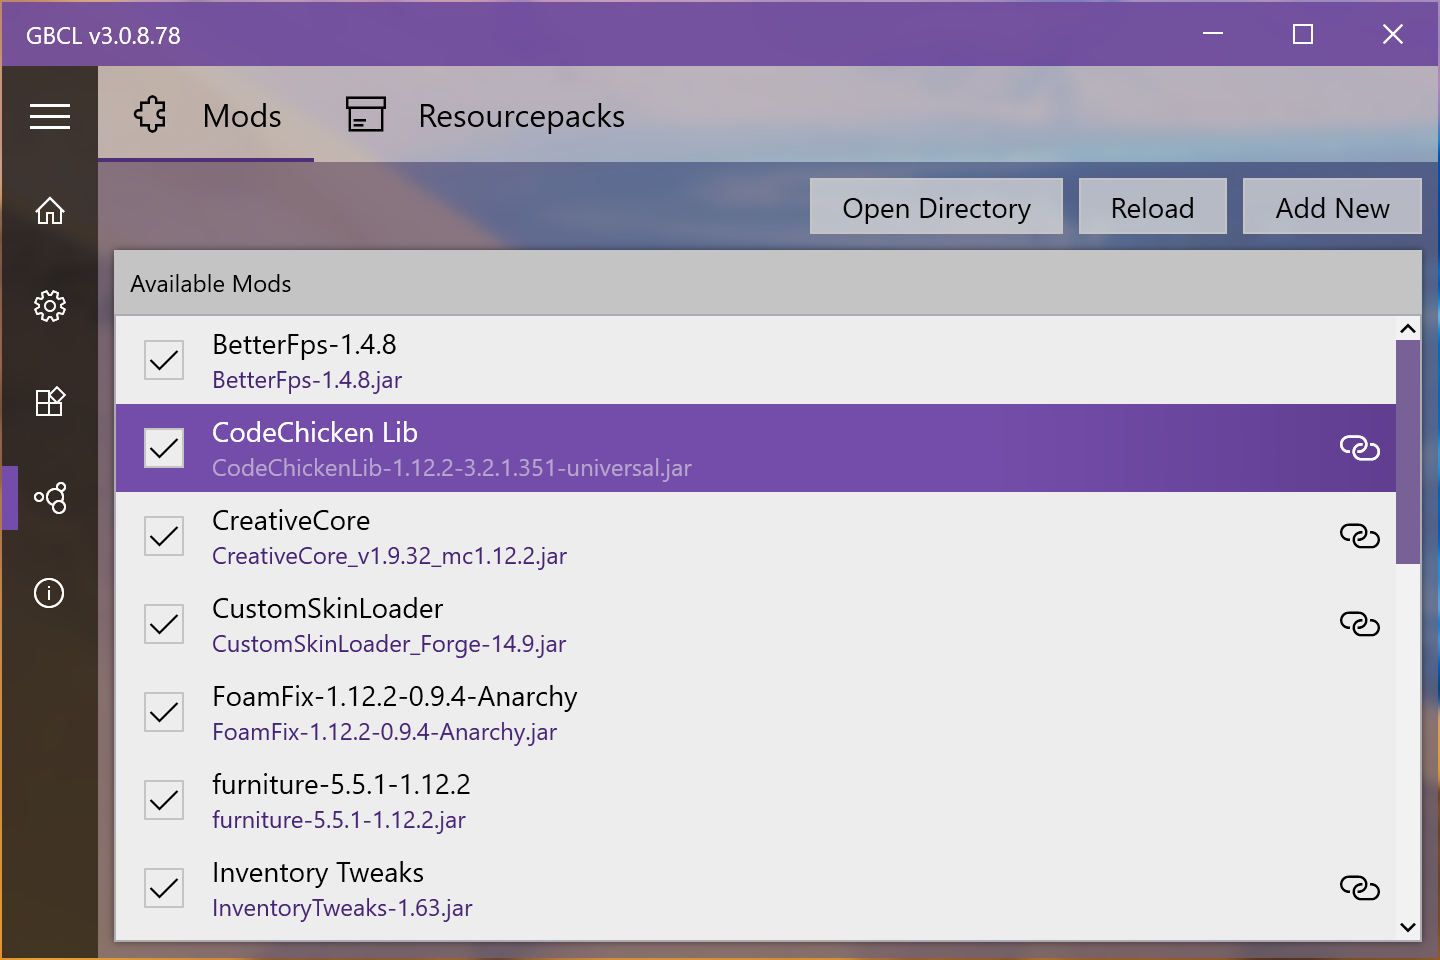 GBCL v3.0.8.78
Mods
Resourcepacks
Open Directory
Reload
Add New
Available Mods
BetterFps-1.4.8
BetterFps-1.4.8.jar
CodeChicken Lib
CodeChickenLib-1.12.2-3.2.1.351-universal.jar
CreativeCore
CreativeCore_v1.9.32_mc1.12.2.jar
CustomSkinLoader
CustomSkinLoader_Forge-14.9.jar
FoamFix-1.12.2-0.9.4-Anarchy
FoamFix-1.12.2-0.9.4-Anarchy.jar
furniture-5.5.1-1.12.2
furniture-5.5.1-1.12.2.jar
Inventory Tweaks
InventoryTweaks-1.63.jar